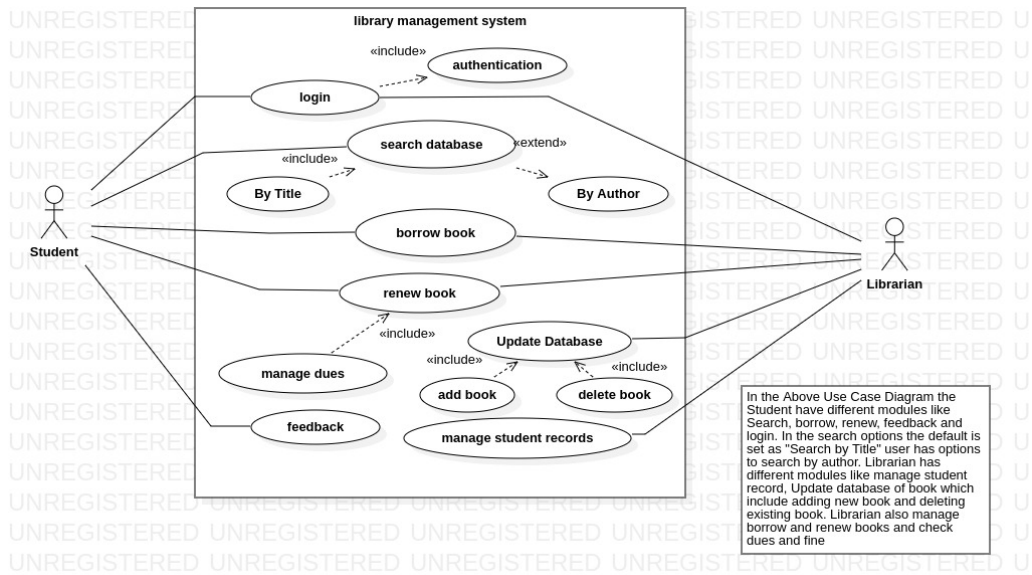 UNREGISTERED UNREGISTERED UNREGISTERED UNREGISTERED UNREGISTERED
library management system
«include»
authentication
login
search database
«extend»
«include»
By Title
By Author
borrow book
Student
Librarian
renew book
«include»
Update Database
«include»
«include»
manage dues
add book
delete book
feedback
manage student records
In the Above Use Case Diagram the
Student have different modules like
Search, borrow, renew, feedback and
login. In the search options the default is
set as "Search by Title" user has options
to search by author. Librarian has
different modules like manage student
record, Update database of book which
include adding new book and deleting
existing book. Librarian also manage
borrow and renew books and check
dues and fine